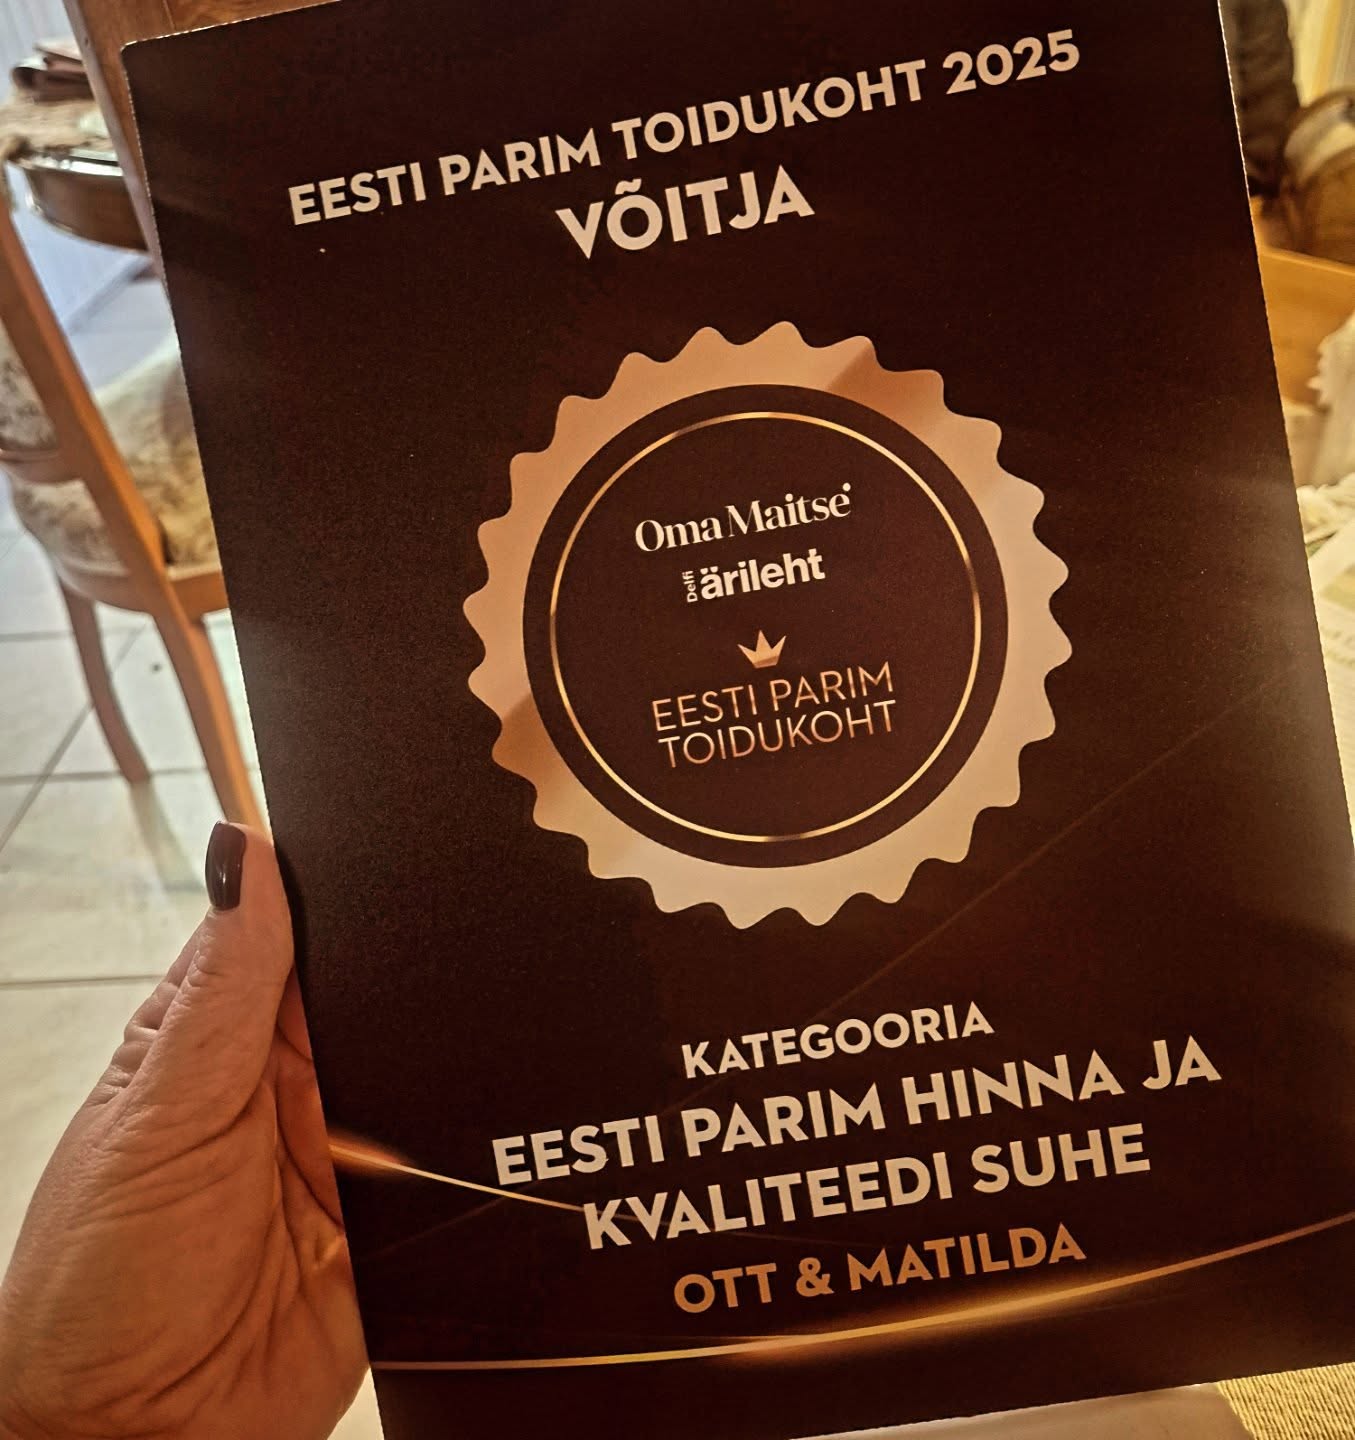 EESTI PARIM TOIDUKOHT 2025
VÕITJA
Oma Maitse
Delfi ärileht
EESTI PARIM
TOIDUKOHT
KATEGOORIA
EESTI PARIM HINNA JA
KVALITEEDI SUHE
OTT & MATILDA